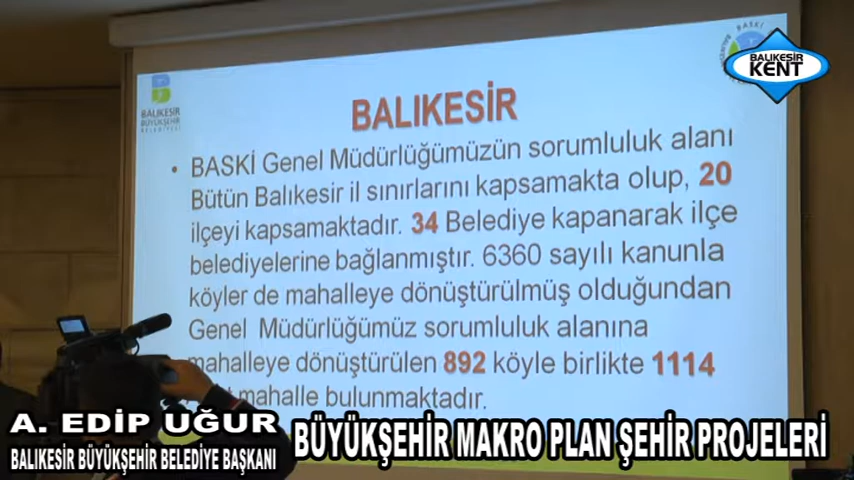 BALIKESİR
BÜYÜKŞEHİR
BELEDİYESİ
BASKİ
BALIKESİR
KENT
BALIKESİR
• BASKİ Genel Müdürlüğümüzün sorumluluk alanı
Bütün Balıkesir il sınırlarını kapsamakta olup, 20
ilçeyi kapsamaktadır. 34 Belediye kapanarak ilçe
belediyelerine bağlanmıştır. 6360 sayılı kanunla
köyler de mahalleye dönüştürülmüş olduğundan
Genel Müdürlüğümüz sorumluluk alanına
mahalleye dönüştürülen 892 köyle birlikte 1114
mahalle bulunmaktadır.
A. EDİP UĞUR
BALIKESİR BÜYÜKŞEHİR BELEDİYE BAŞKANI
BÜYÜKŞEHİR MAKRO PLAN ŞEHİR PROJELERİ